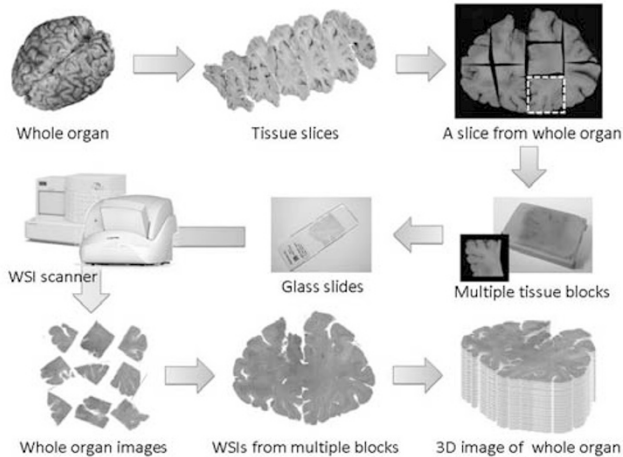 Whole organ
Tissue slices
A slice from whole organ
WSI scanner
Glass slides
Multiple tissue blocks
Whole organ images
WSIs from multiple blocks
3D image of whole organ